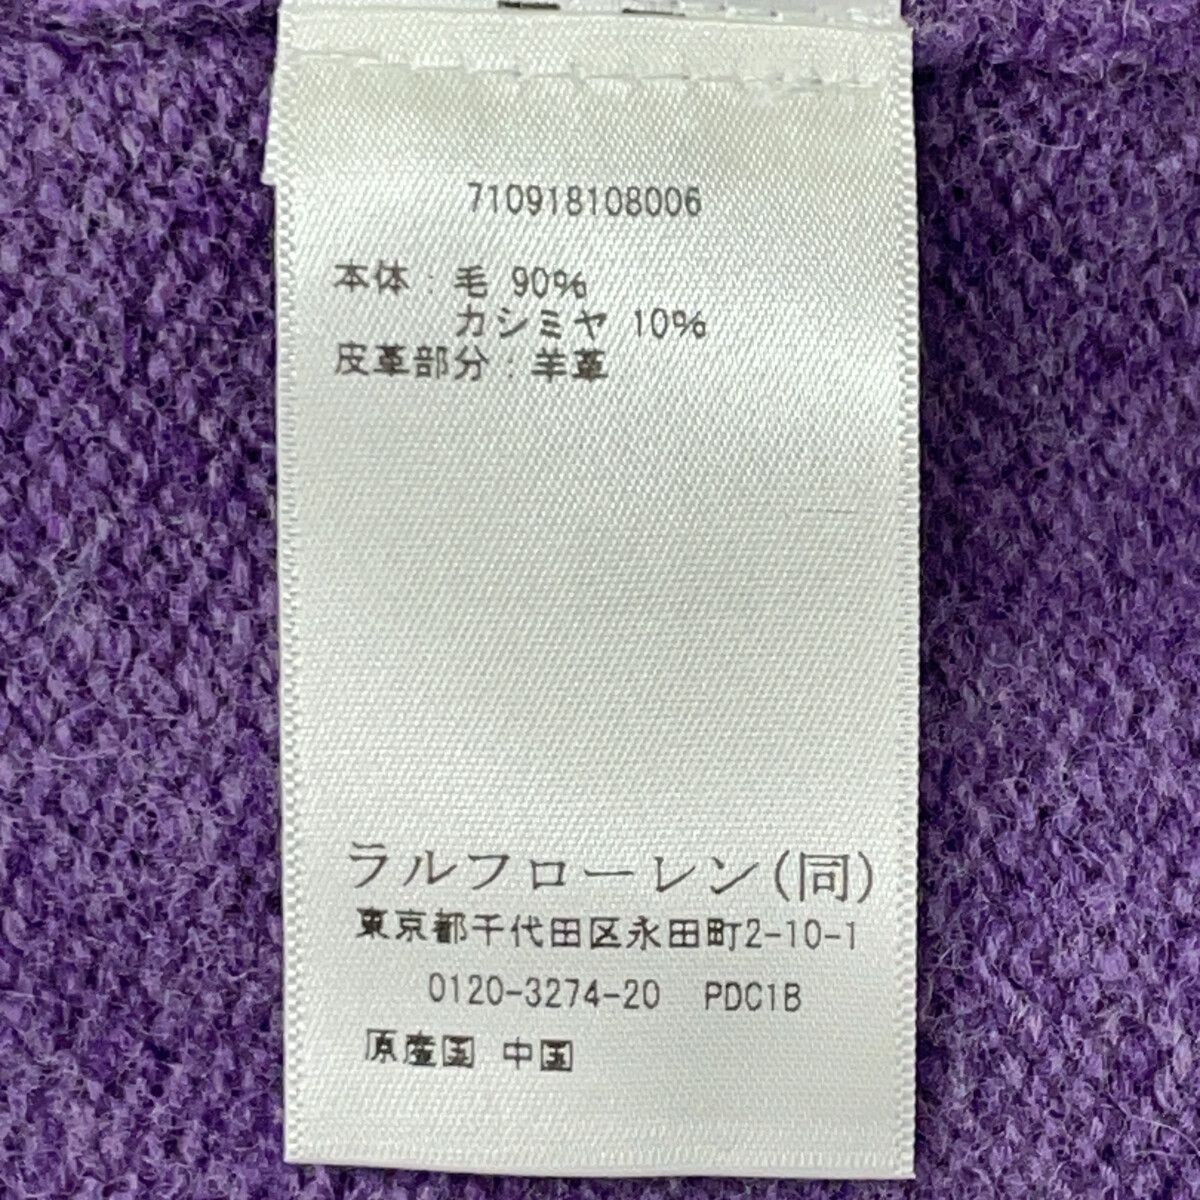 710918108006
本体：毛 90%
カシミヤ 10%
皮革部分：羊革
ラルフローレン(同)
東京都千代田区永田町2-10-1
0120-3274-20 PDC1B
原産国 中国